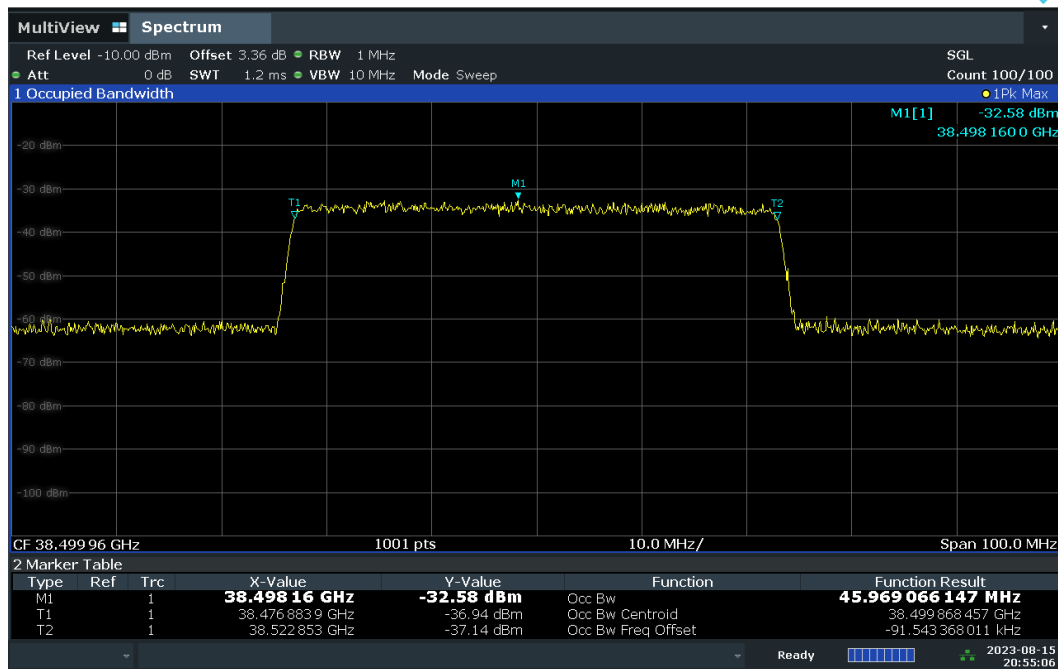 MultiView Spectrum
Ref Level -10.00 dBm Offset 3.36 dB RBW 1 MHz SGL
Att 0 dB SWT 1.2 ms VBW 10 MHz Mode Sweep Count 100/100
1 Occupied Bandwidth 1Pk Max
M1[1] -32.58 dBm
38.498 160 0 GHz
-20 dBm
-30 dBm
M1
T1
T2
-40 dBm
-50 dBm
-60 dBm
-70 dBm
-80 dBm
-90 dBm
-100 dBm
CF 38.499 96 GHz 1001 pts 10.0 MHz/ Span 100.0 MHz
2 Marker Table
Type Ref Trc X-Value Y-Value Function Function Result
M1 1 38.498 16 GHz -32.58 dBm Occ Bw 45.969 066 147 MHz
T1 1 38.476 883 9 GHz -36.94 dBm Occ Bw Centroid 38.499 868 457 GHz
T2 1 38.522 853 GHz -37.14 dBm Occ Bw Freq Offset -91.543 368 011 kHz
Ready 2023-08-15
20:55:06